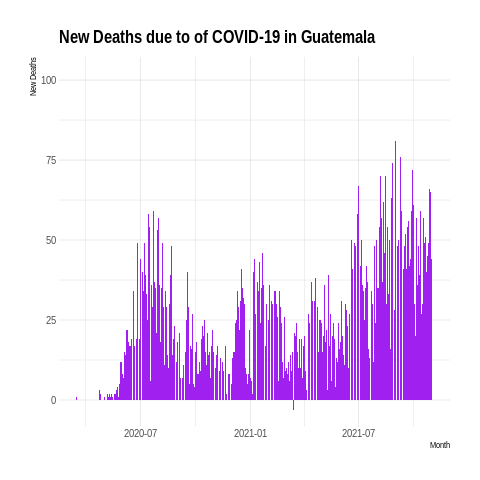 New Deaths due to of COVID-19 in Guatemala
New Deaths
100
75
50
25
0
2020-07
2021-01
2021-07
Month